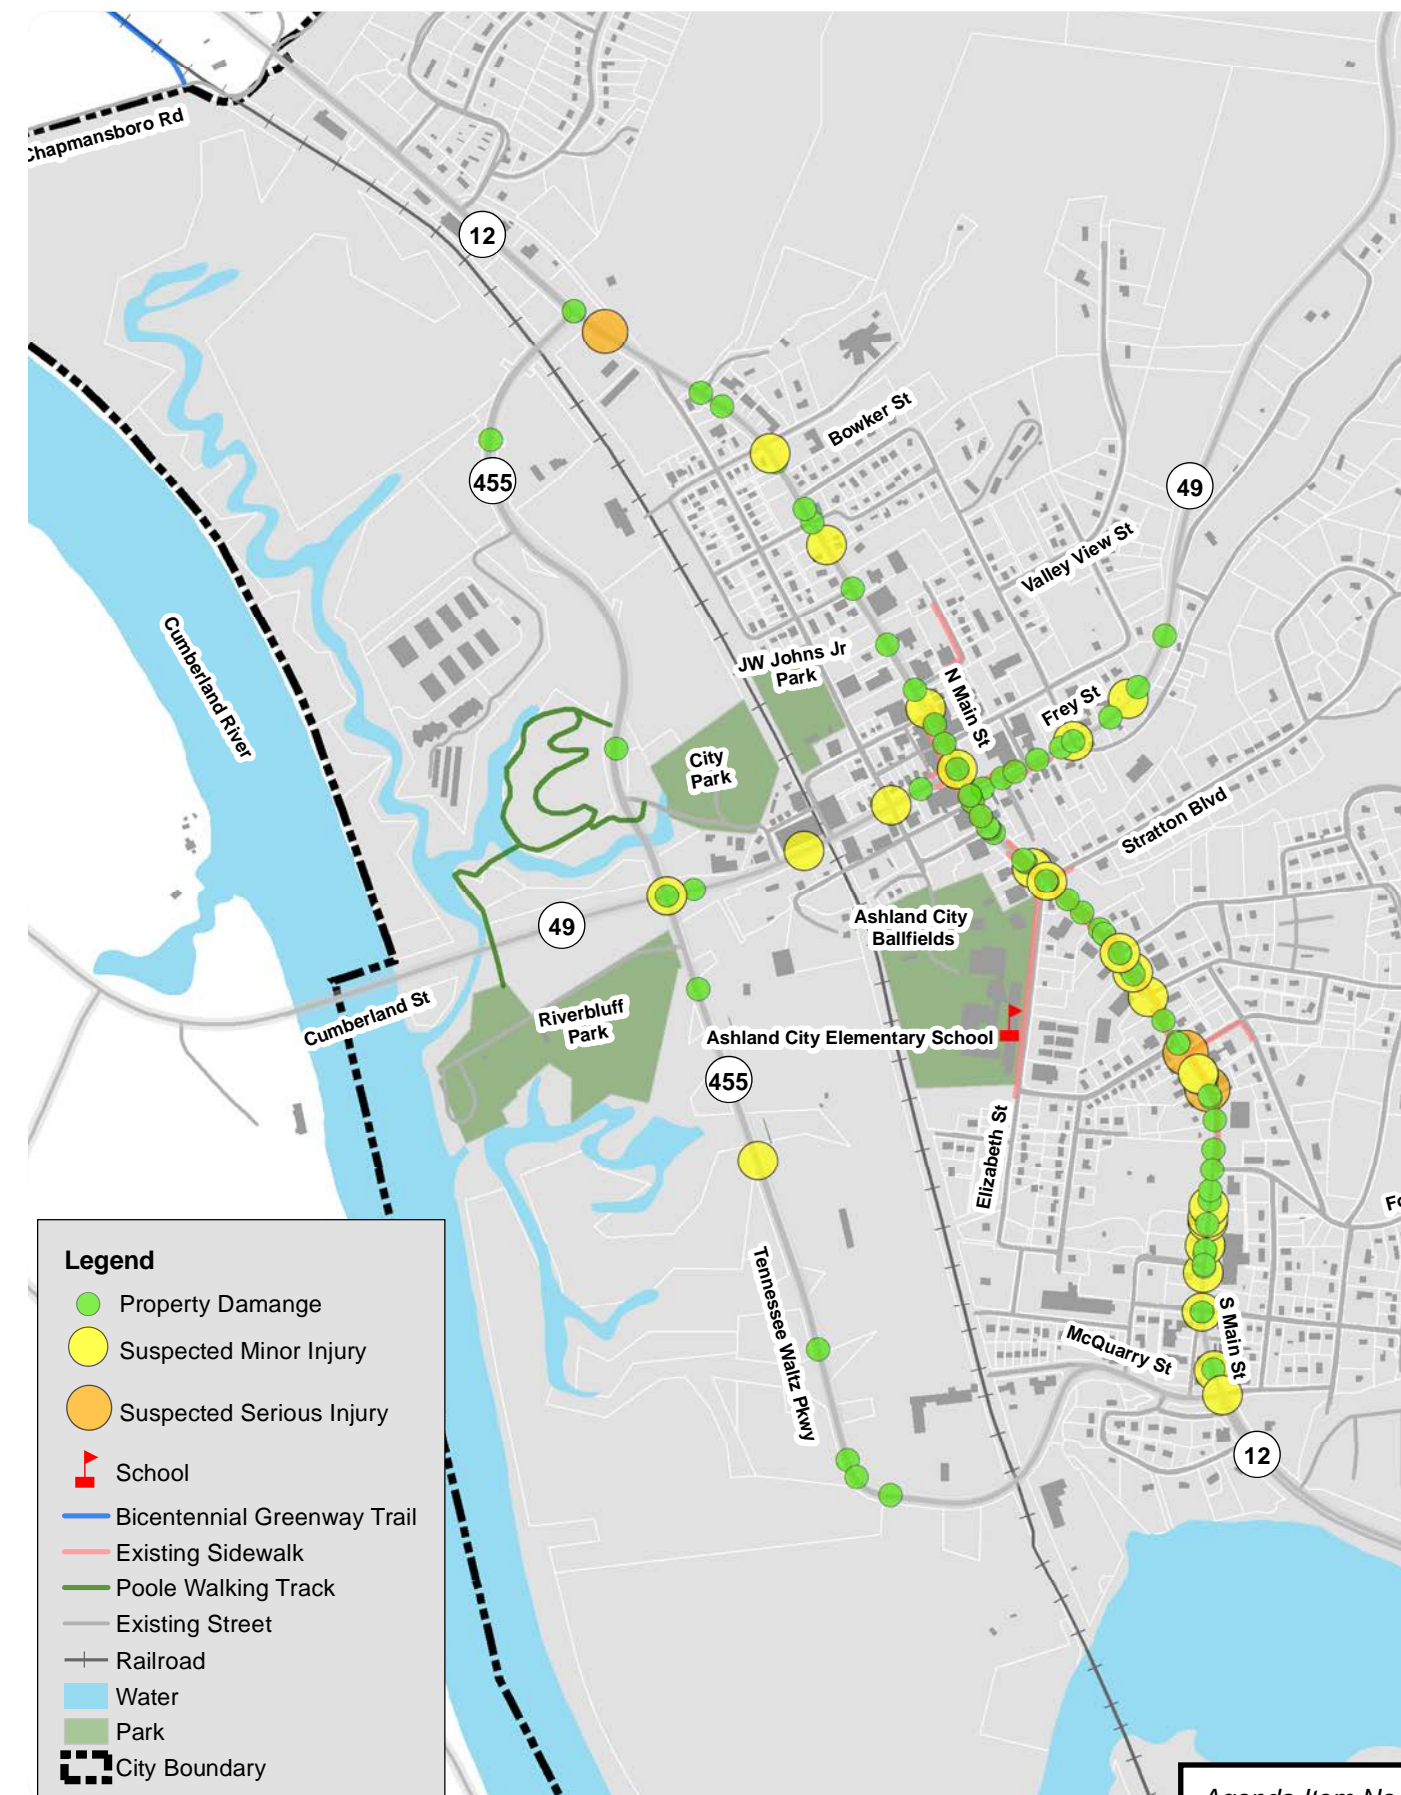 Chapmansboro Rd
12
Bowker St
455
49
Valley View St
Cumberland River
JW Johns Jr
Park
N Main St
Frey St
City
Park
Stratton Blvd
Ashland City
Ballfields
49
Cumberland St
Riverbluff
Park
Ashland City Elementary School
455
Elizabeth St
Tennessee Waltz Pkwy
S Main St
McQuarry St
12
Legend
Property Damange
Suspected Minor Injury
Suspected Serious Injury
School
Bicentennial Greenway Trail
Existing Sidewalk
Poole Walking Track
Existing Street
Railroad
Water
Park
City Boundary
Agenda Item No